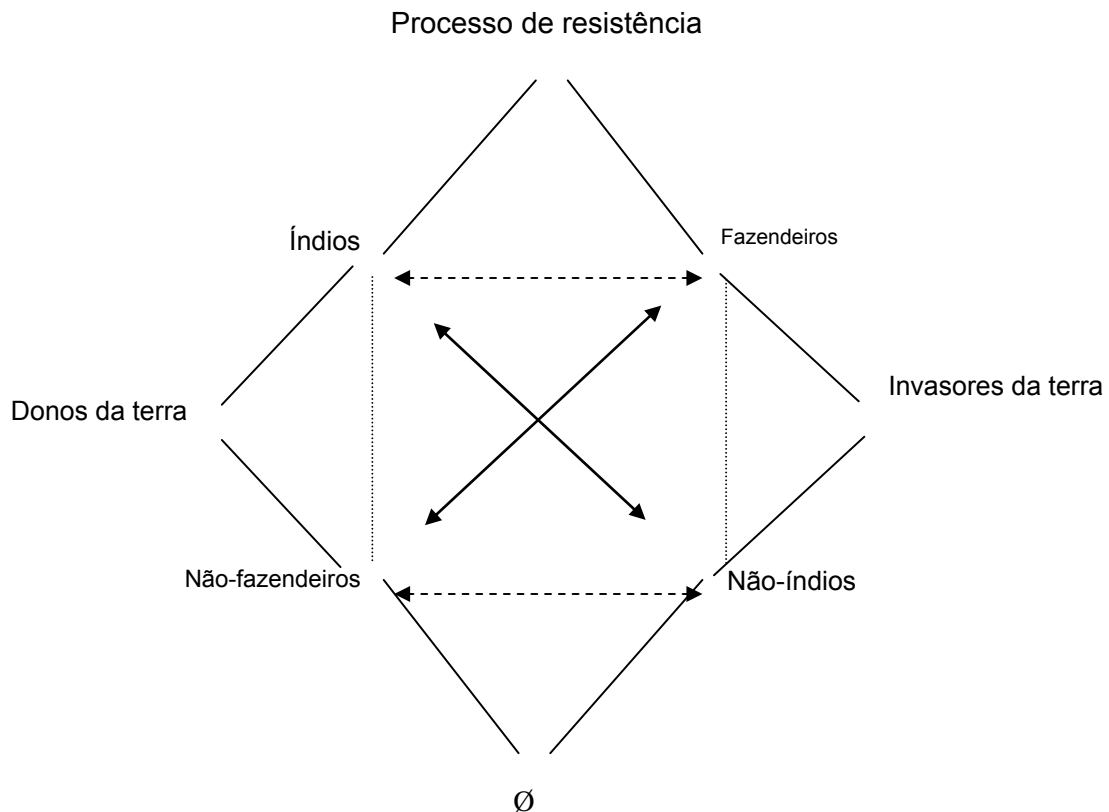 Processo de resistência
Índios
Fazendeiros
Donos da terra
Invasores da terra
Não-fazendeiros
Não-índios
Ø